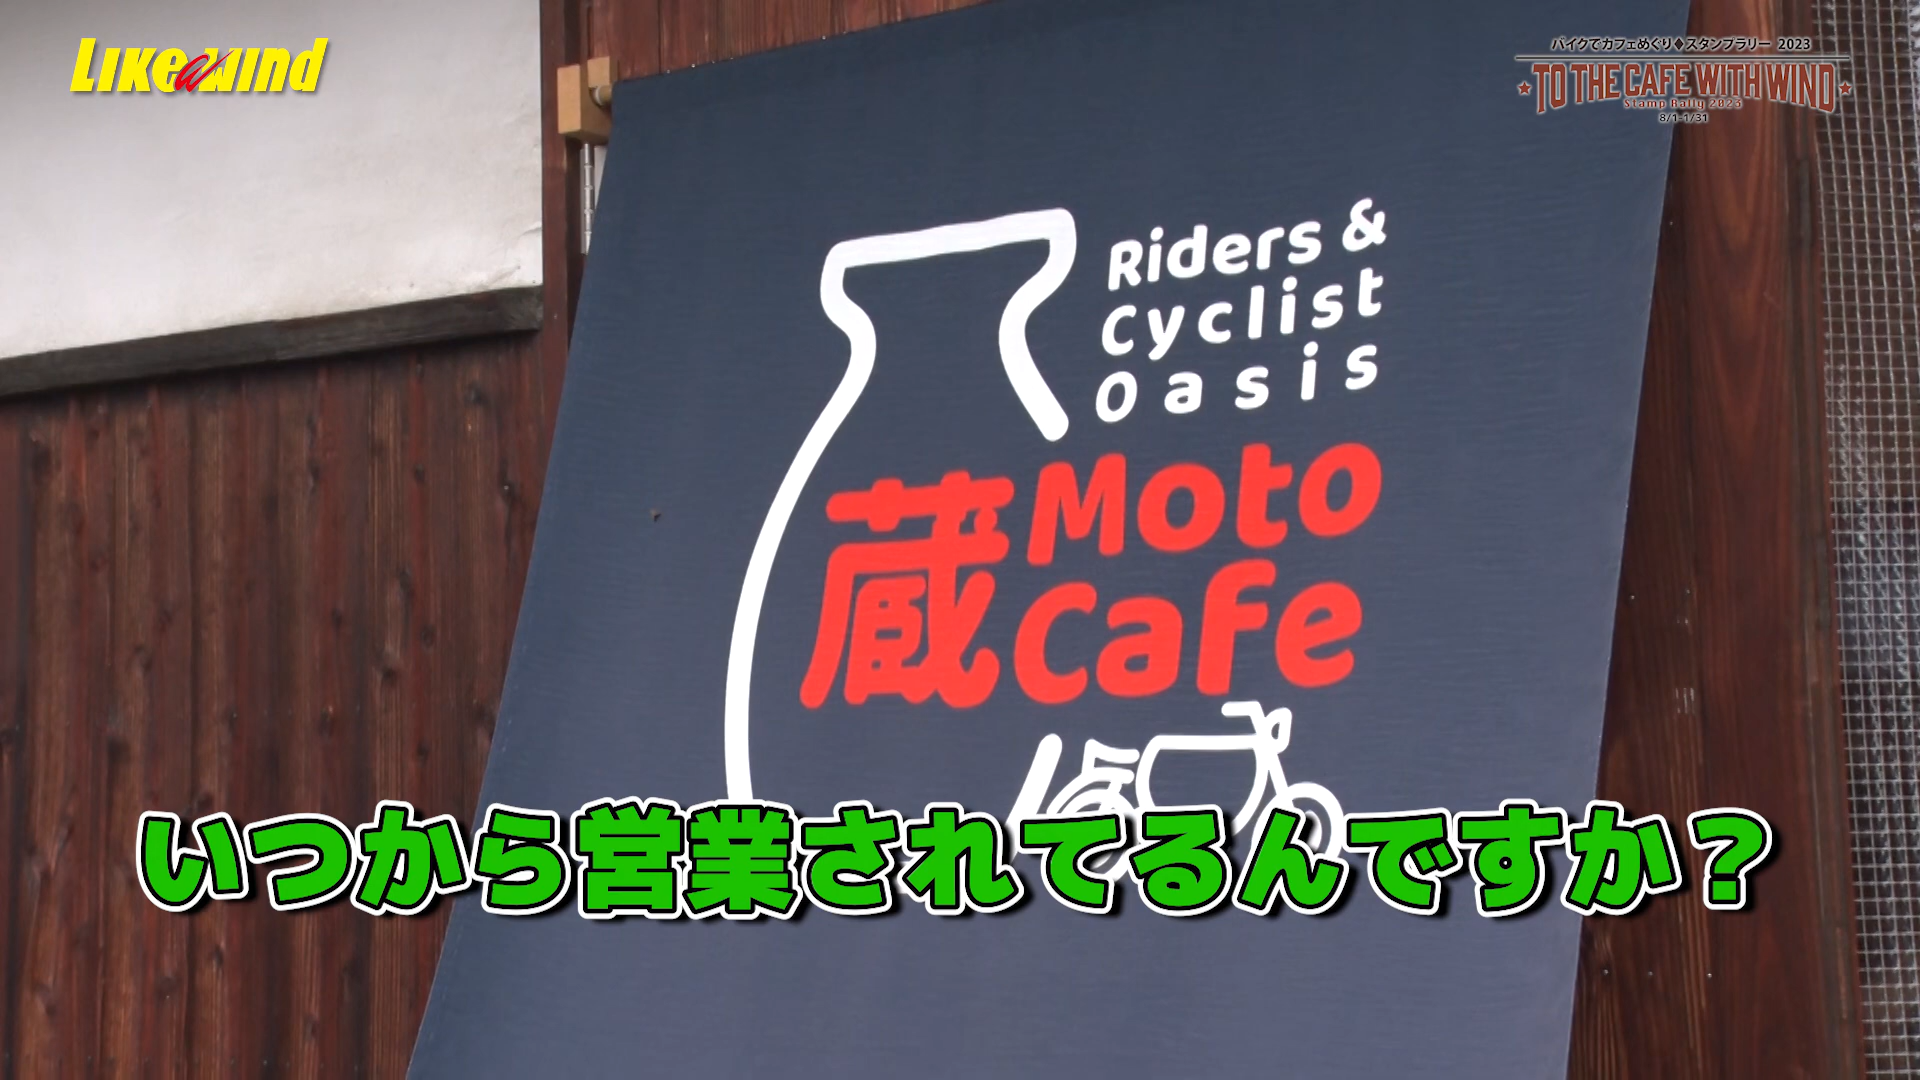 LIKE a WIND
バイクでカフェめぐり♦スタンプラリー 2023
TO THE CAFE WITH WIND
Stamp Rally 2023
8/1-1/31
Riders &
Cyclist
Oasis
蔵 Moto
Cafe
いつから営業されてるんですか？